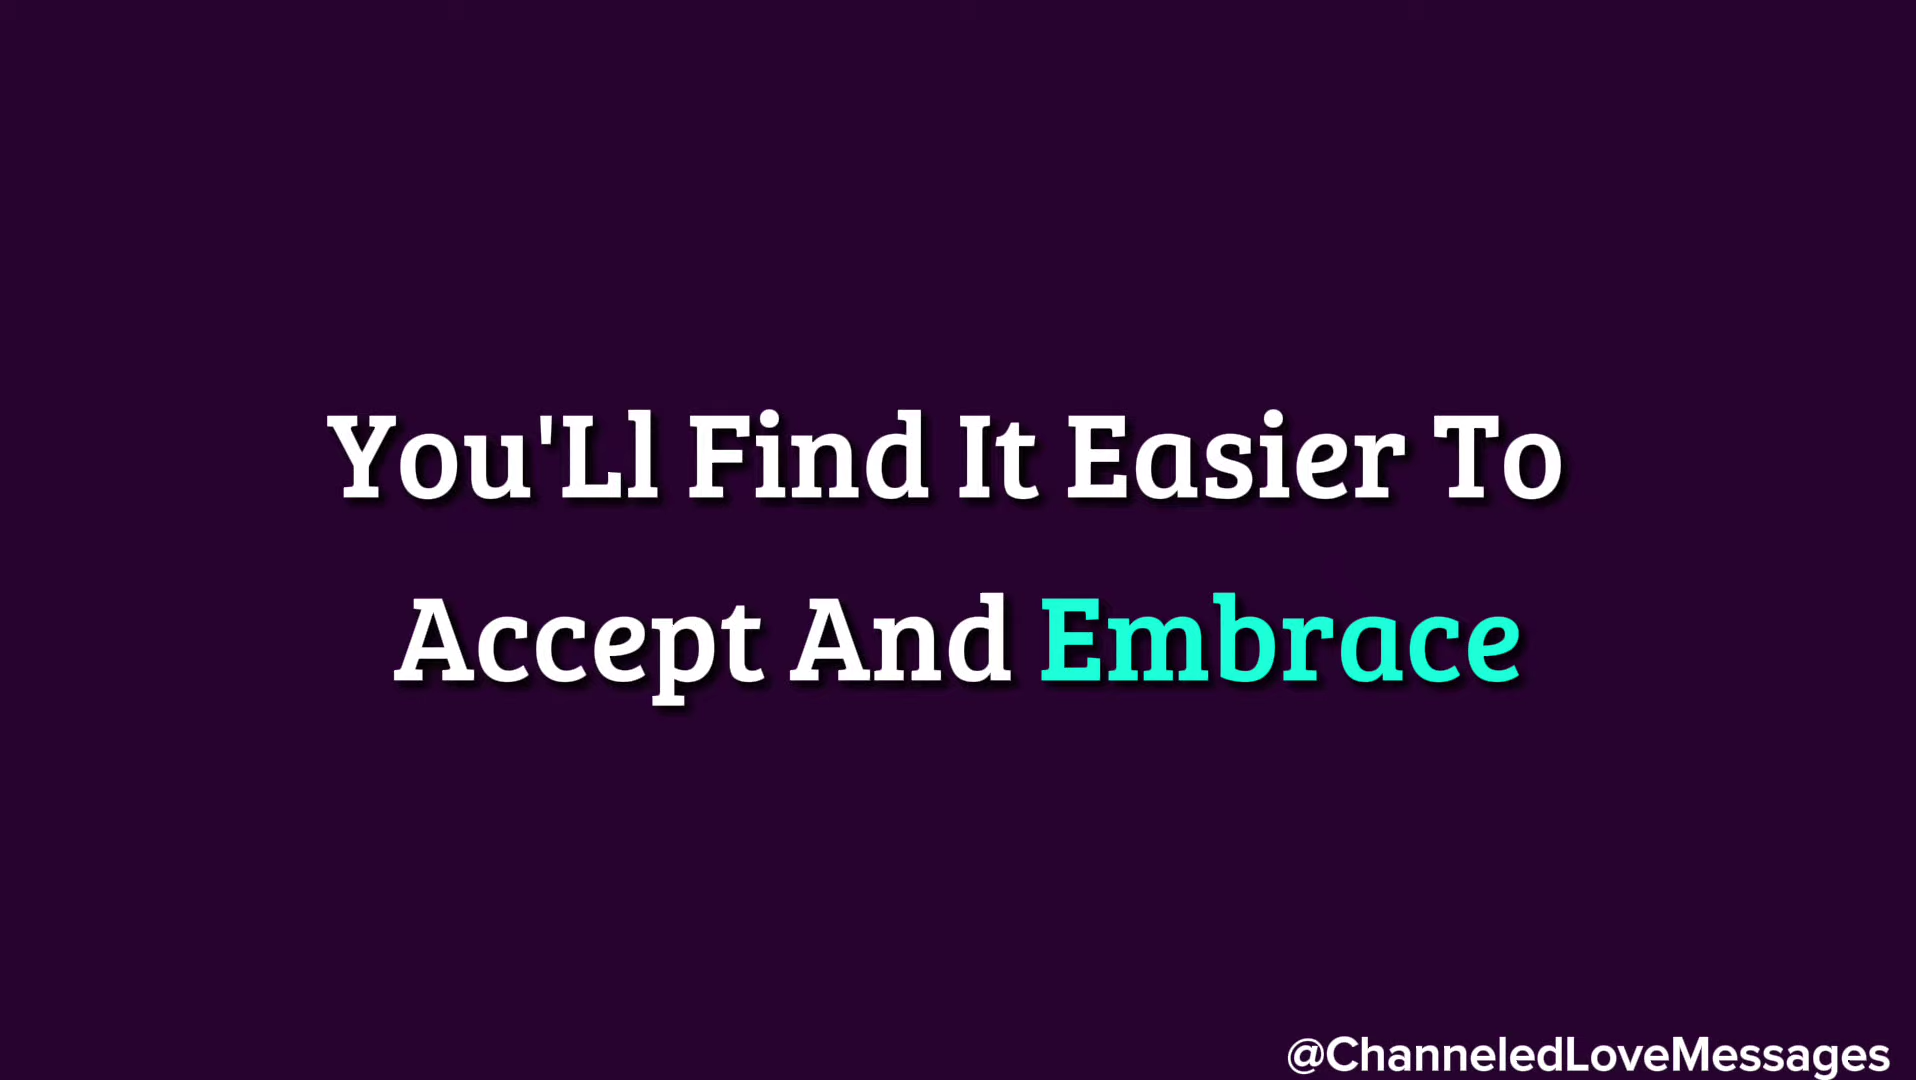 You'Ll Find It Easier To
Accept And Embrace
@ChanneledLoveMessages